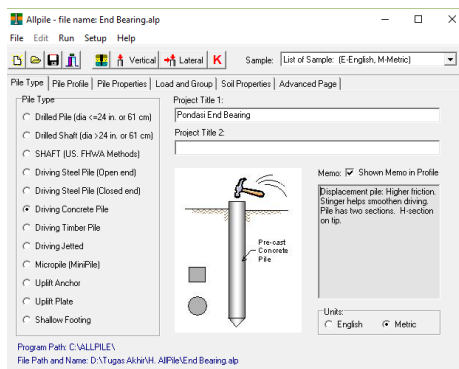 Allpile - file name: End Bearing.alp
File Edit Run Setup Help
Vertical Lateral K Sample: List of Sample: (E-English, M-Metric)
Pile Type Pile Profile Pile Properties Load and Group Soil Properties Advanced Page
Pile Type
Drilled Pile (dia <=24 in. or 61 cm)
Drilled Shaft (dia >24 in. or 61 cm)
SHAFT (US. FHWA Methods)
Driving Steel Pile (Open end)
Driving Steel Pile (Closed end)
Driving Concrete Pile
Driving Timber Pile
Driving Jetted
Micropile (MiniPile)
Uplift Anchor
Uplift Plate
Shallow Footing
Project Title 1:
Pondasi End Bearing
Project Title 2:
Pre-cast
Concrete
Pile
Memo: Shown Memo in Profile
Displacement pile: Higher friction.
Stinger helps smoothen driving.
Pile has two sections. H-section
on tip.
Units:
English Metric
Program Path: C:\ALLPILE\
File Path and Name: D:\Tugas Akhir\H. AllPile\End Bearing.alp